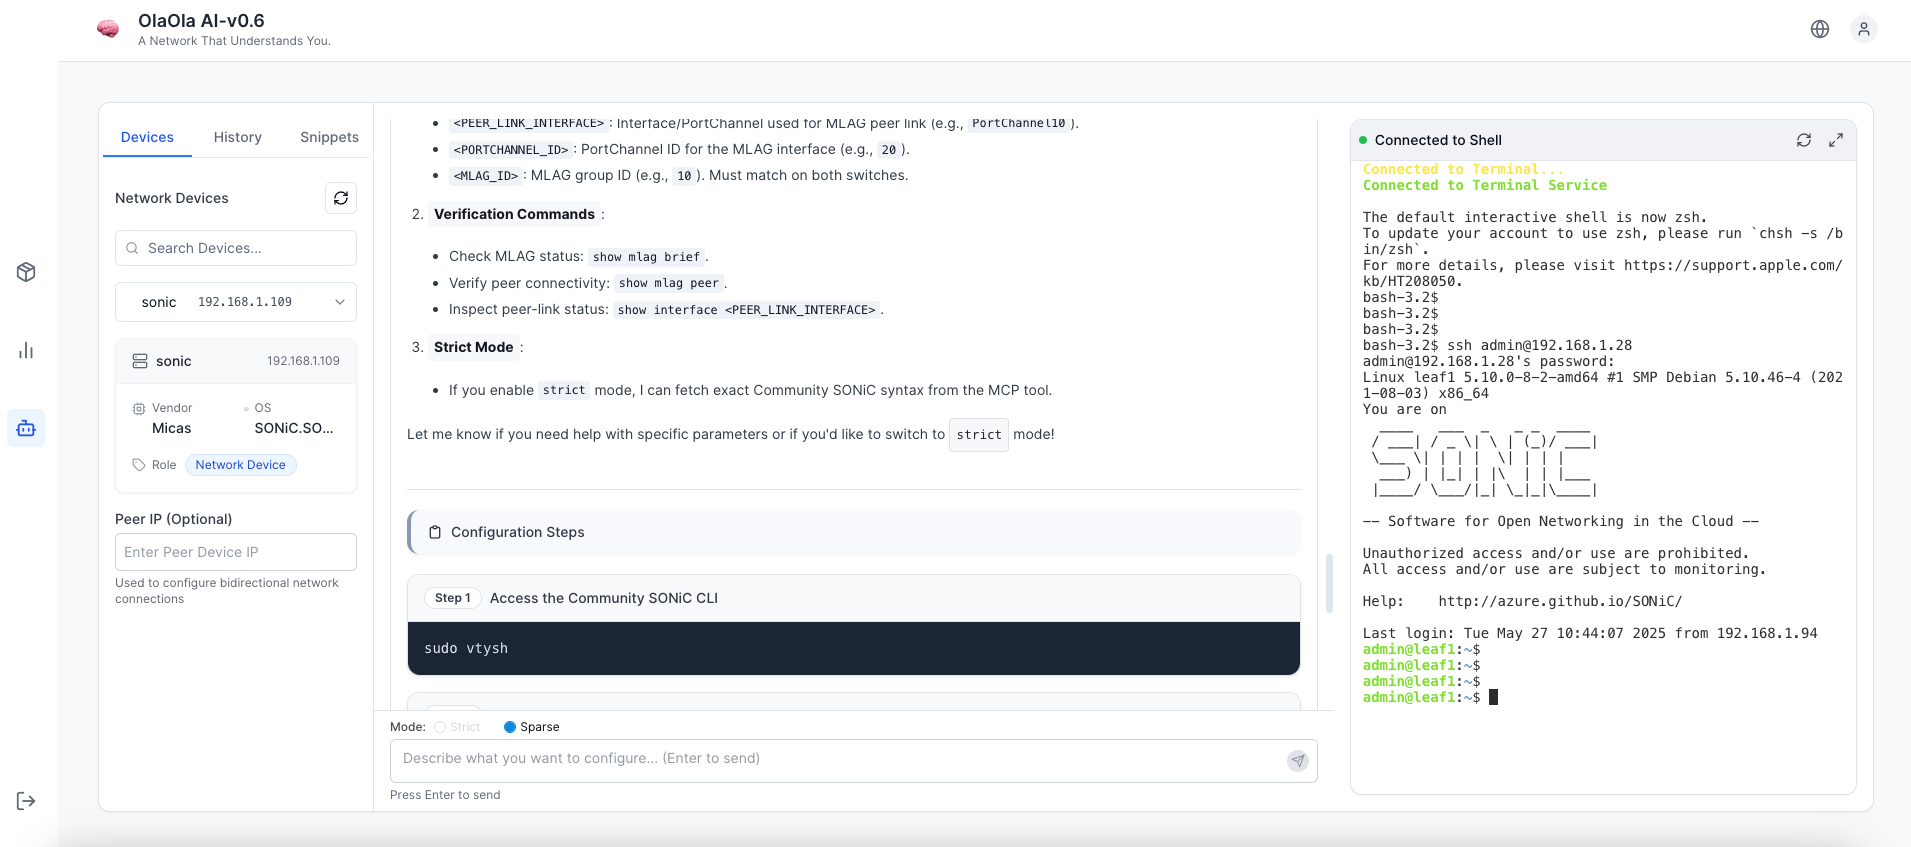 OlaOla AI-v0.6
A Network That Understands You.
Devices
History
Snippets
Network Devices
Search Devices...
sonic 192.168.1.109
sonic 192.168.1.109
Vendor
OS
Micas
SONiC.SO...
Role Network Device
Peer IP (Optional)
Enter Peer Device IP
Used to configure bidirectional network
connections
• <PEER_LINK_INTERFACE>: Interface/PortChannel used for MLAG peer link (e.g., PortChannel10 ).
• <PORTCHANNEL_ID>: PortChannel ID for the MLAG interface (e.g., 20 ).
• <MLAG_ID>: MLAG group ID (e.g., 10 ). Must match on both switches.
2. Verification Commands :
• Check MLAG status: show mlag brief.
• Verify peer connectivity: show mlag peer.
• Inspect peer-link status: show interface <PEER_LINK_INTERFACE>.
3. Strict Mode :
• If you enable strict mode, I can fetch exact Community SONiC syntax from the MCP tool.
Let me know if you need help with specific parameters or if you'd like to switch to strict mode!
Configuration Steps
Step 1 Access the Community SONiC CLI
sudo vtysh
Mode: Strict Sparse
Describe what you want to configure... (Enter to send)
Press Enter to send
Connected to Shell
Connected to Terminal...
Connected to Terminal Service
The default interactive shell is now zsh.
To update your account to use zsh, please run `chsh -s /b
in/zsh`.
For more details, please visit https://support.apple.com/
kb/HT208050.
bash-3.2$
bash-3.2$
bash-3.2$
bash-3.2$ ssh admin@192.168.1.28
admin@192.168.1.28's password:
Linux leaf1 5.10.0-8-2-amd64 #1 SMP Debian 5.10.46-4 (202
1-08-03) x86_64
You are on
SONiC
-- Software for Open Networking in the Cloud --
Unauthorized access and/or use are prohibited.
All access and/or use are subject to monitoring.
Help:    http://azure.github.io/SONiC/
Last login: Tue May 27 10:44:07 2025 from 192.168.1.94
admin@leaf1:~$
admin@leaf1:~$
admin@leaf1:~$
admin@leaf1:~$